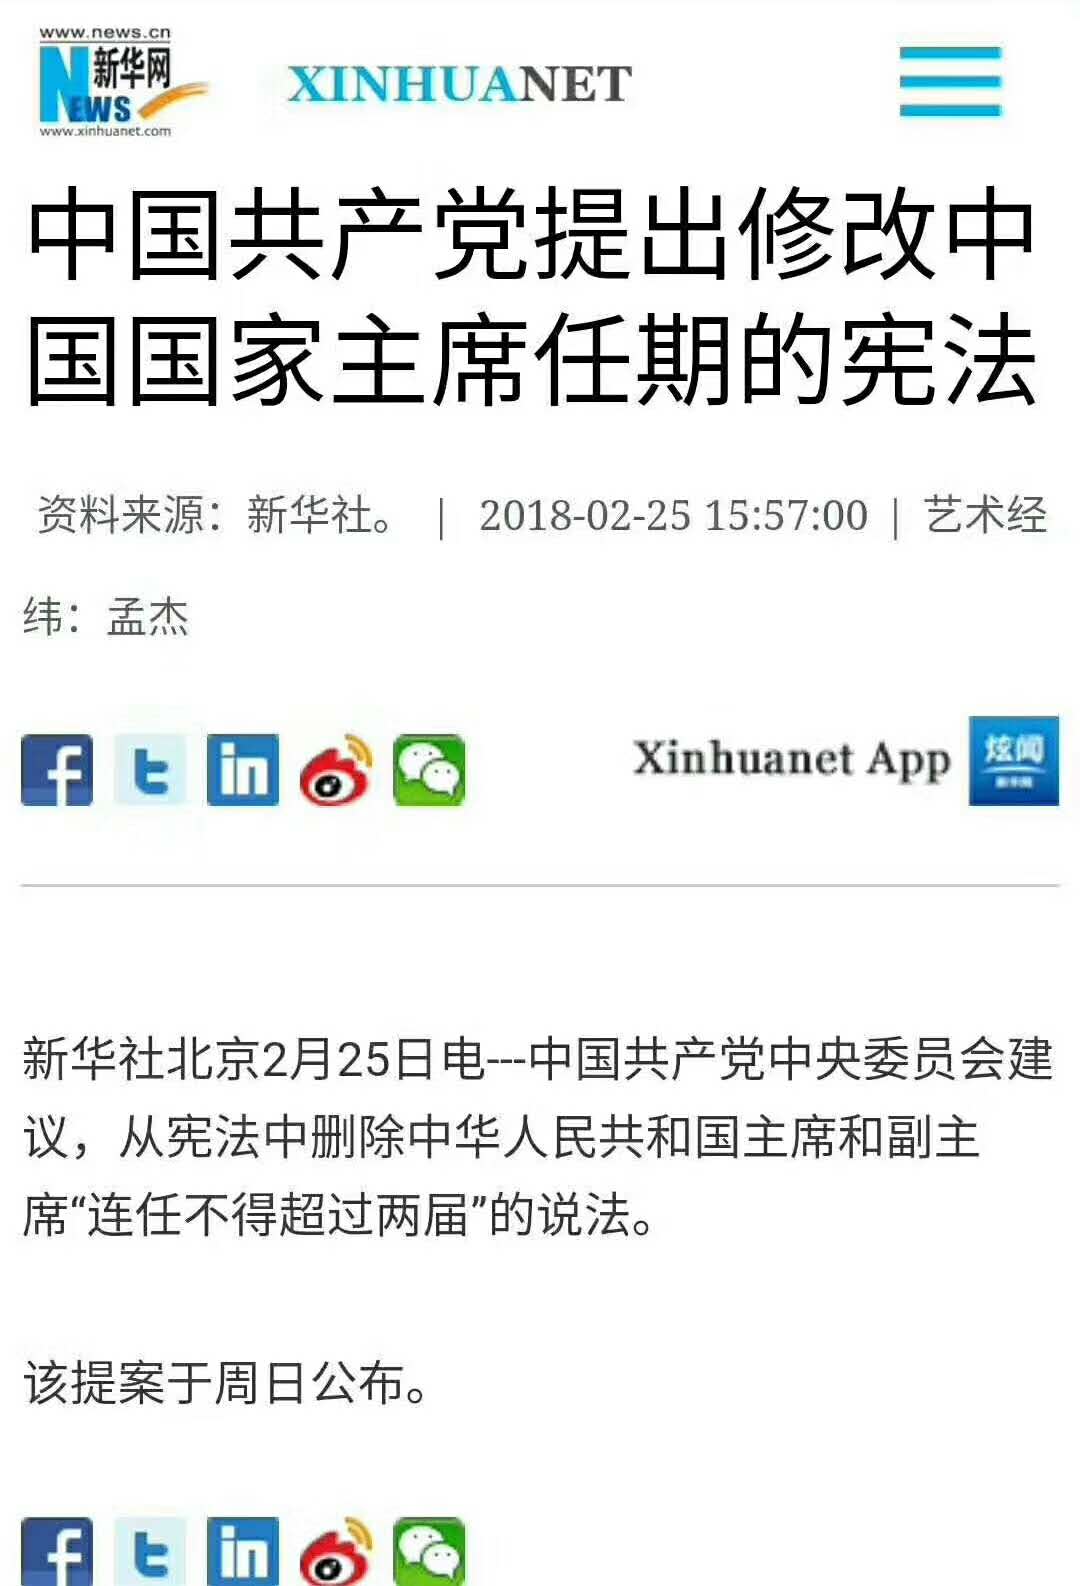 www.news.cn
新华网
NEWS
www.xinhuanet.com
XINHUANET
中国共产党提出修改中
国国家主席任期的宪法
资料来源：新华社。 | 2018-02-25 15:57:00 | 艺术经
纬：孟杰
Xinhuanet App
炫闻
新华网
新华社北京2月25日电---中国共产党中央委员会建
议，从宪法中删除中华人民共和国主席和副主
席“连任不得超过两届”的说法。
该提案于周日公布。